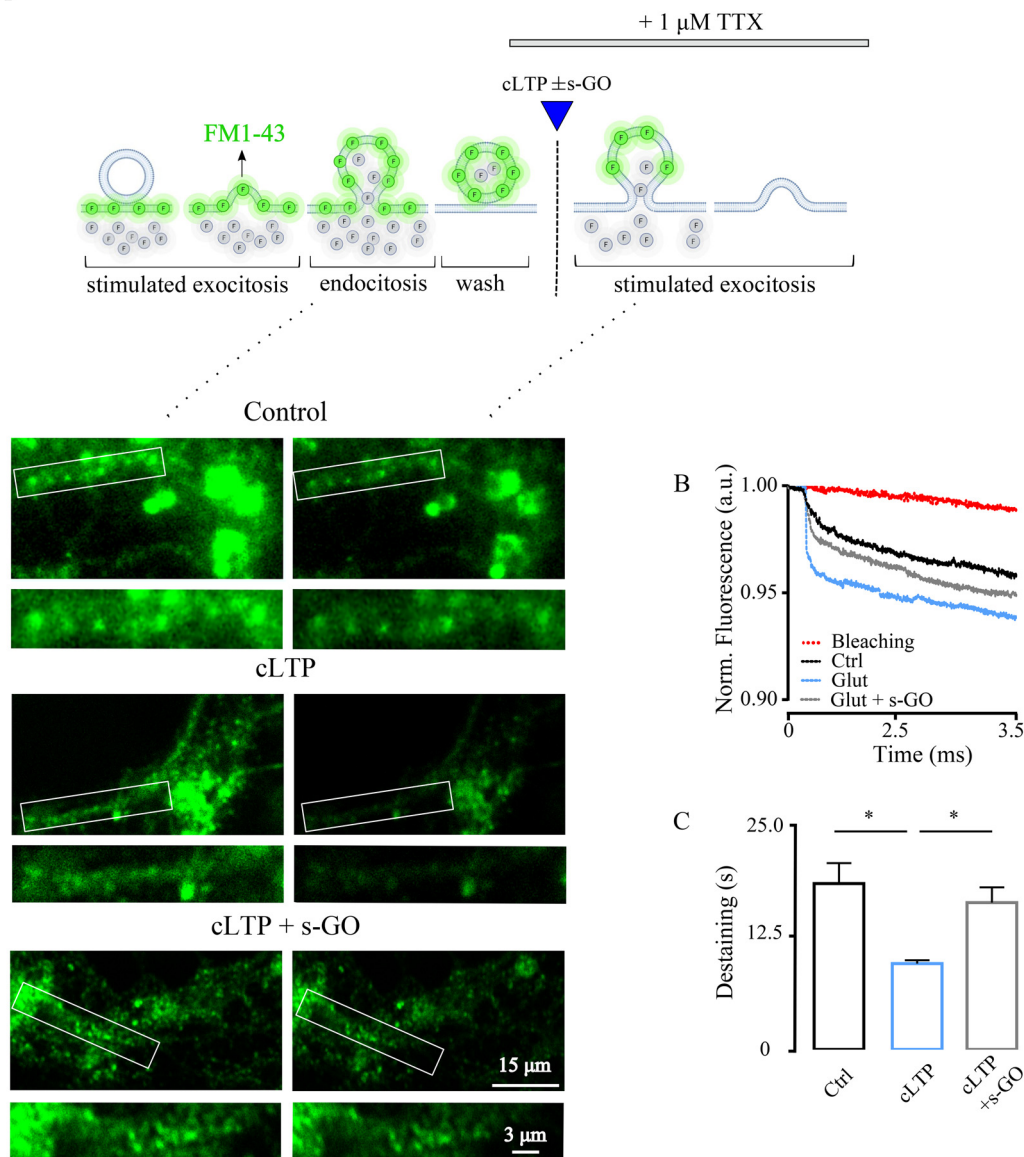 + 1 μM TTX
cLTP ±s-GO
FM1-43
F F F F F F F F F F F F
stimulated exocitosis
endocitosis
wash
stimulated exocitosis
Control
cLTP
cLTP + s-GO
15 μm
3 μm
B
Norm. Fluorescence (a.u.)
1.00
0.95
0.90
Bleaching
Ctrl
Glut
Glut + s-GO
0
2.5
3.5
Time (ms)
C
Destaining (s)
25.0
12.5
0
*
*
Ctrl
cLTP
cLTP
+s-GO